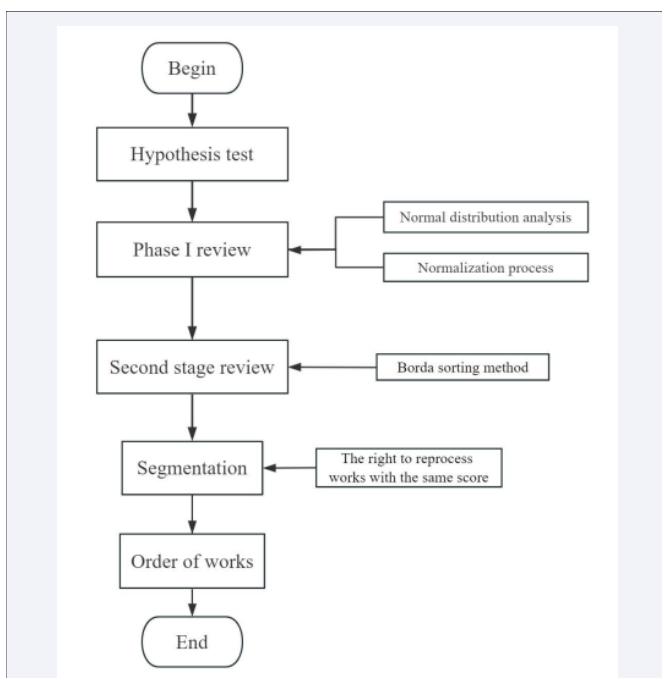 Begin
Hypothesis test
Normal distribution analysis
Phase I review
Normalization process
Second stage review
Borda sorting method
Segmentation
The right to reprocess
works with the same score
Order of works
End